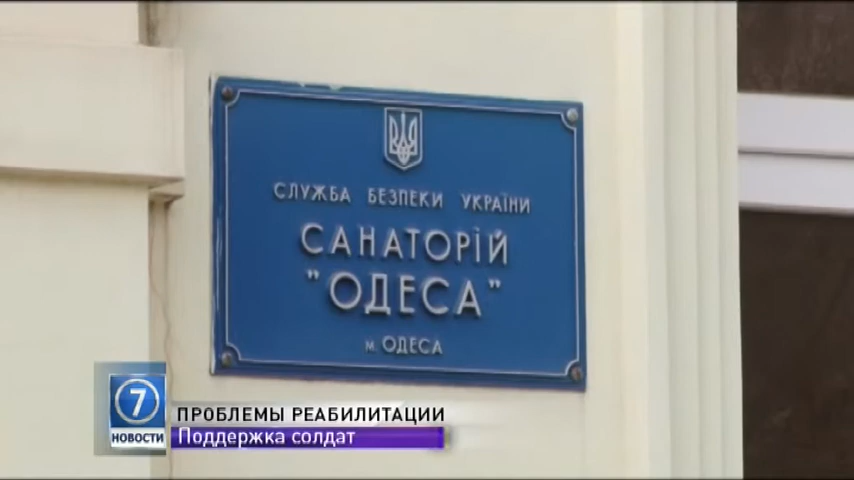 СЛУЖБА БЕЗПЕКИ УКРАЇНИ
САНАТОРІЙ
"ОДЕСА"
м. ОДЕСА
7
НОВОСТИ
ПРОБЛЕМЫ РЕАБИЛИТАЦИИ
Поддержка солдат